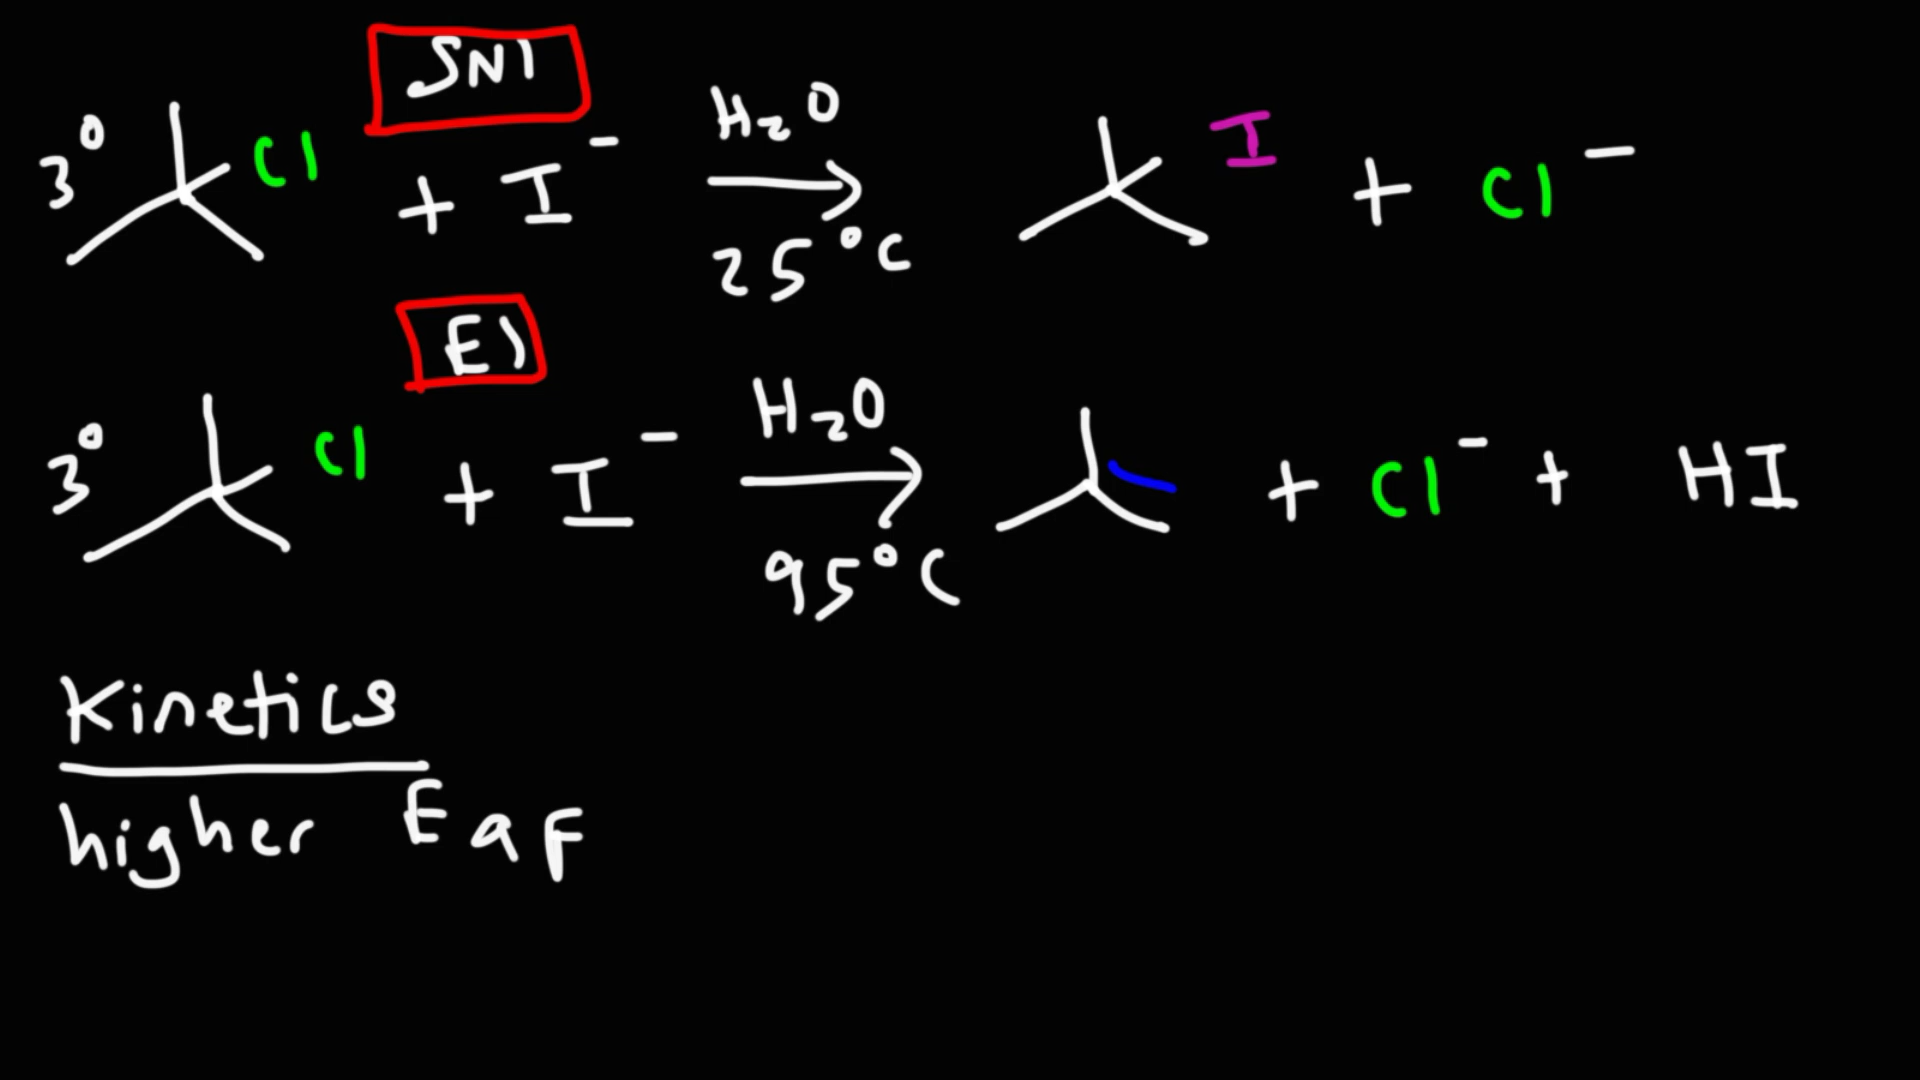 SN1
3° Cl + I⁻ H₂O 25°C I + Cl⁻
E1
3° Cl + I⁻ H₂O 95°C + Cl⁻ + HI
Kinetics
higher EaF